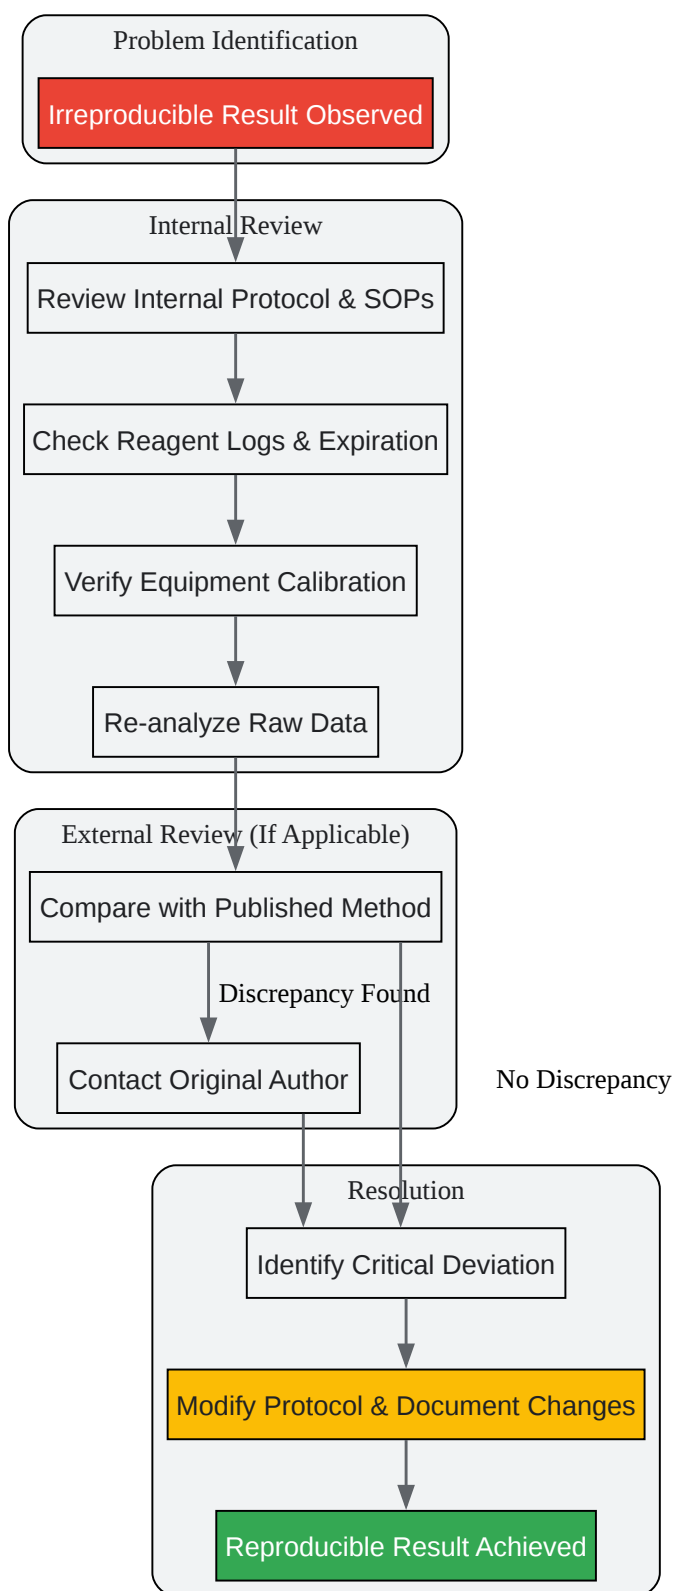 Problem Identification
Irreproducible Result Observed
Internal Review
Review Internal Protocol & SOPs
Check Reagent Logs & Expiration
Verify Equipment Calibration
Re-analyze Raw Data
External Review (If Applicable)
Compare with Published Method
Discrepancy Found
Contact Original Author
No Discrepancy
Resolution
Identify Critical Deviation
Modify Protocol & Document Changes
Reproducible Result Achieved